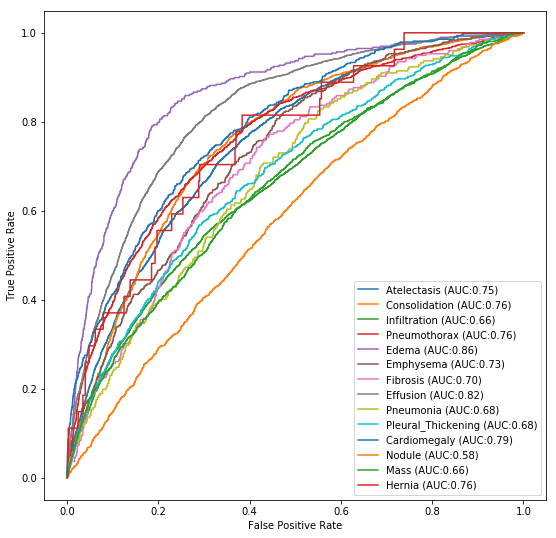 1.0
0.8
0.6
0.4
0.2
0.0
True Positive Rate
Atelectasis (AUC:0.75)
Consolidation (AUC:0.76)
Infiltration (AUC:0.66)
Pneumothorax (AUC:0.76)
Edema (AUC:0.86)
Emphysema (AUC:0.73)
Fibrosis (AUC:0.70)
Effusion (AUC:0.82)
Pneumonia (AUC:0.68)
Pleural_Thickening (AUC:0.68)
Cardiomegaly (AUC:0.79)
Nodule (AUC:0.58)
Mass (AUC:0.66)
Hernia (AUC:0.76)
0.0 0.2 0.4 0.6 0.8 1.0
False Positive Rate